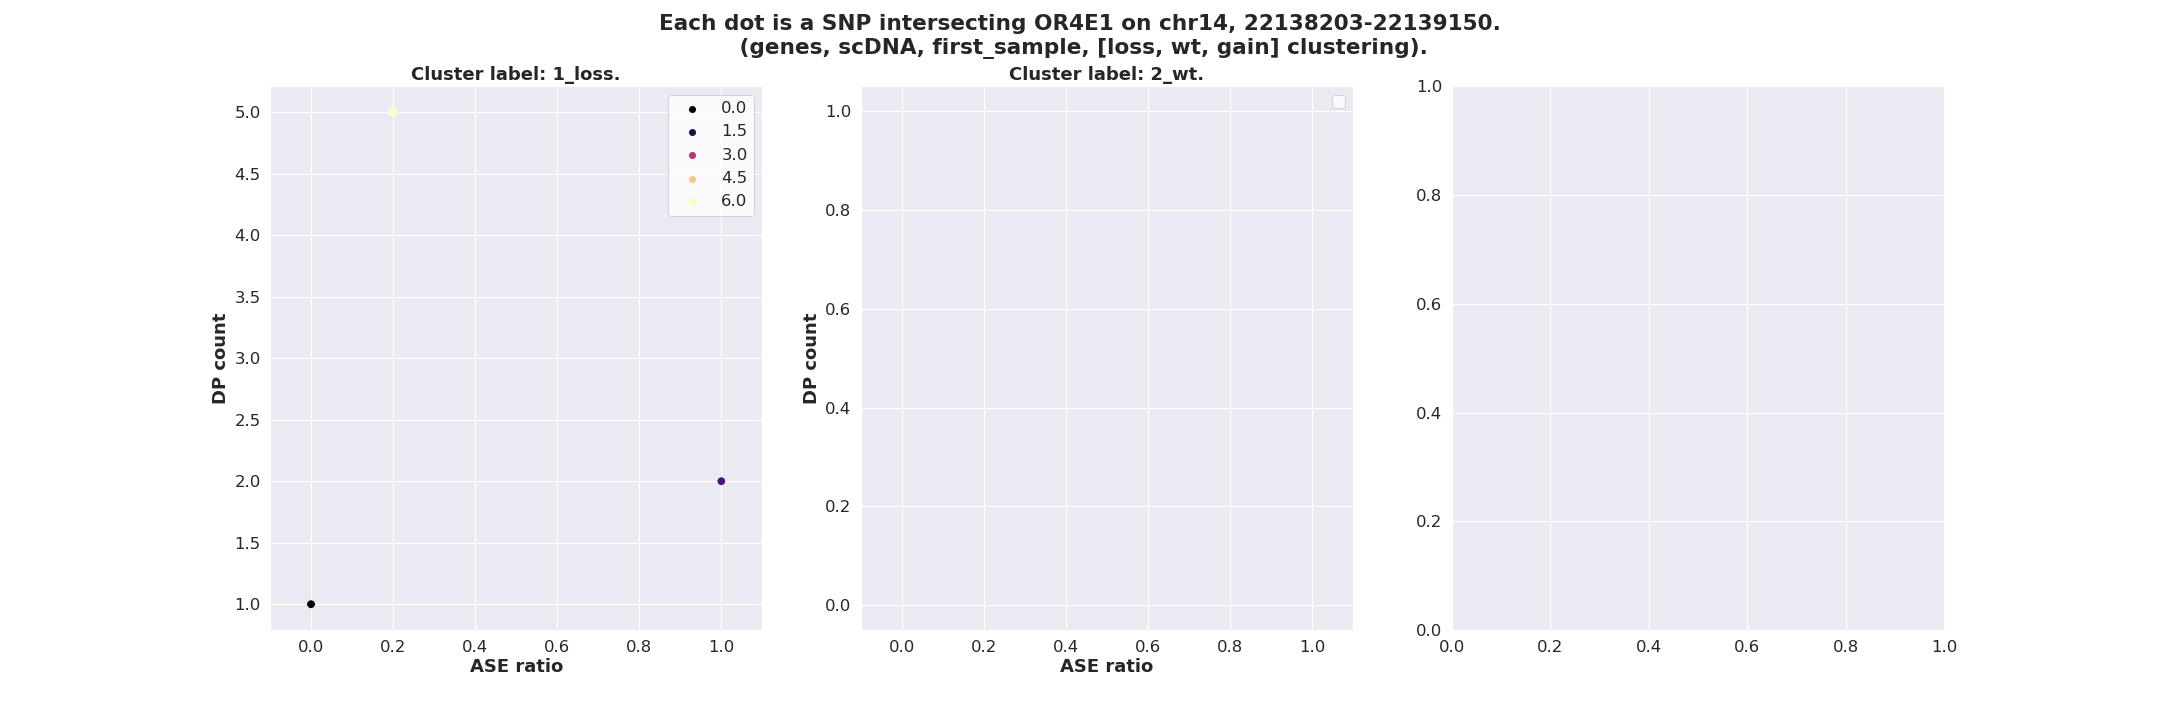 Each dot is a SNP intersecting OR4E1 on chr14, 22138203-22139150.
(genes, scDNA, first_sample, [loss, wt, gain] clustering).
Cluster label: 1_loss.
5.0
4.5
4.0
3.5
3.0
2.5
2.0
1.5
1.0
DP count
0.0
1.5
3.0
4.5
6.0
0.0 0.2 0.4 0.6 0.8 1.0
ASE ratio
Cluster label: 2_wt.
1.0
0.8
0.6
0.4
0.2
0.0
DP count
0.0 0.2 0.4 0.6 0.8 1.0
ASE ratio
1.0
0.8
0.6
0.4
0.2
0.0
0.0 0.2 0.4 0.6 0.8 1.0